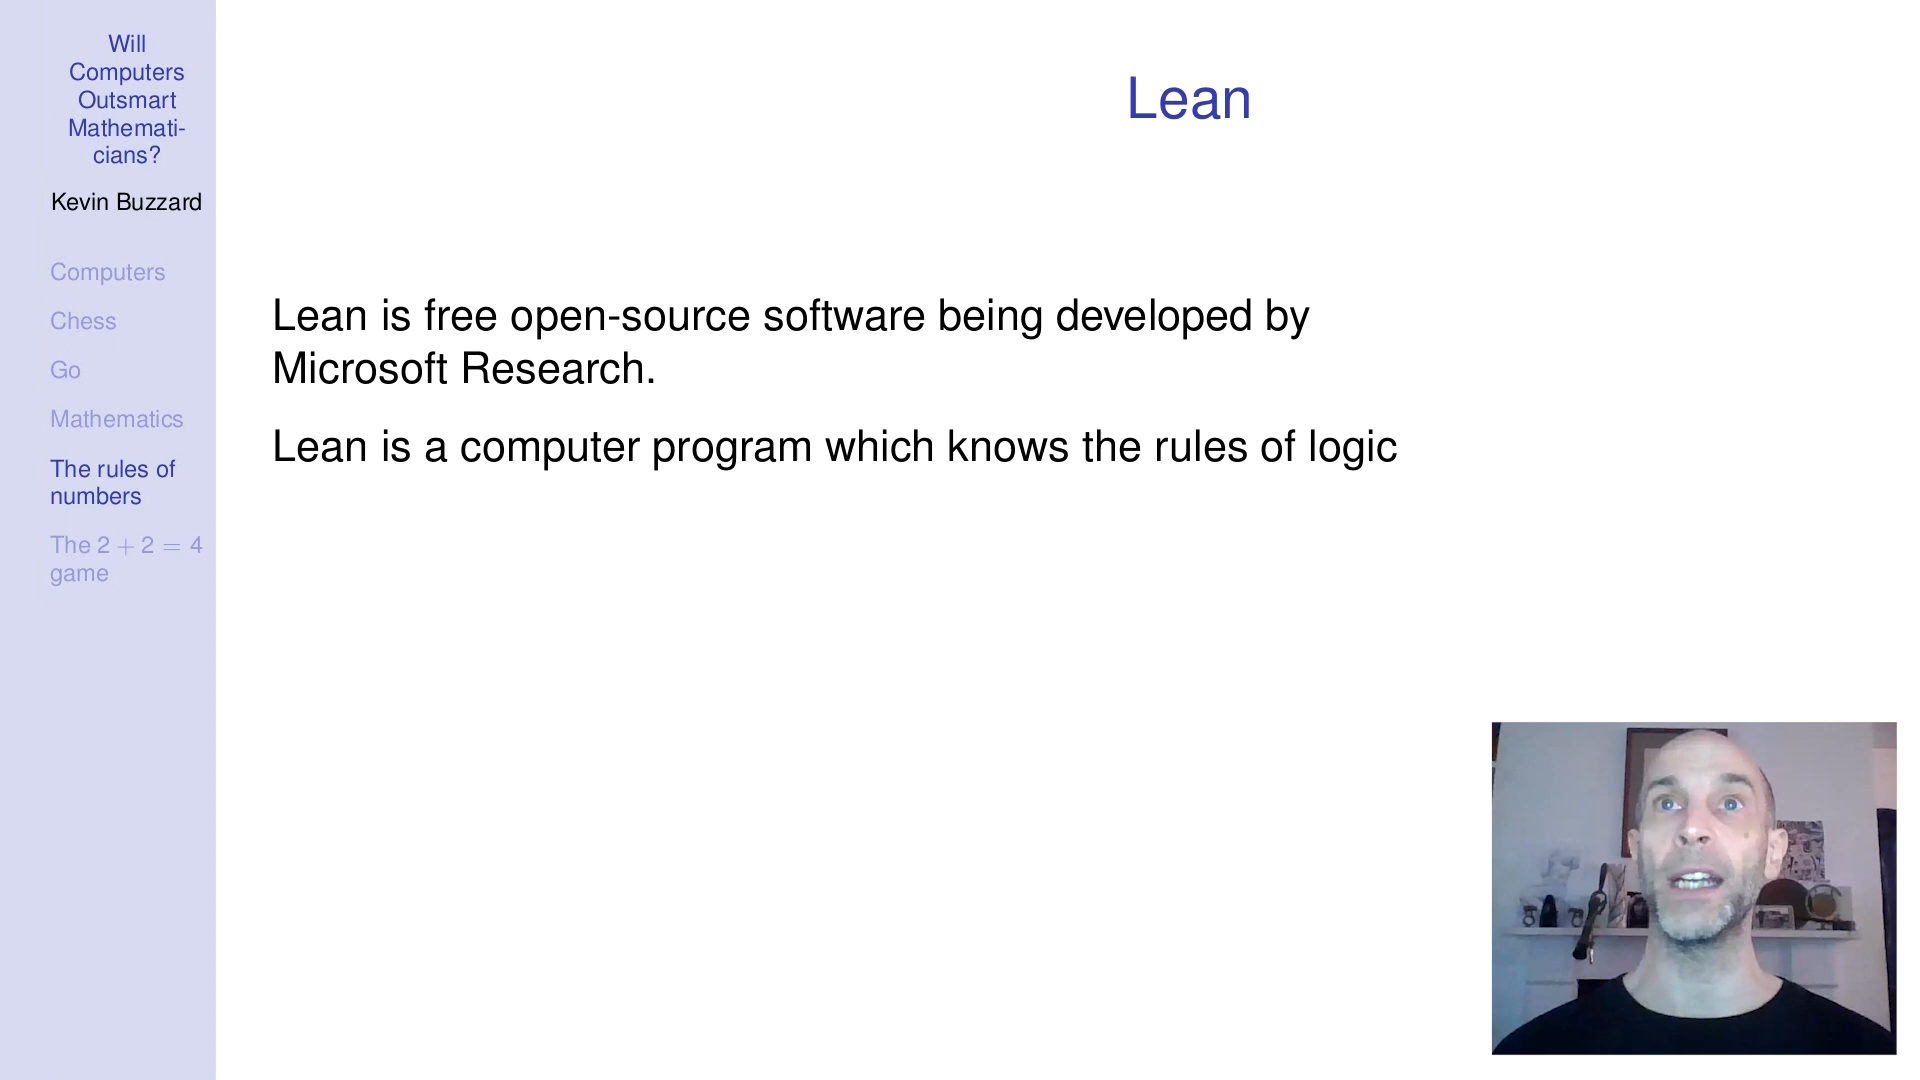 Will
Computers
Outsmart
Mathemati-
cians?
Kevin Buzzard
Computers
Chess
Go
Mathematics
The rules of
numbers
The 2 + 2 = 4
game
Lean
Lean is free open-source software being developed by
Microsoft Research.
Lean is a computer program which knows the rules of logic